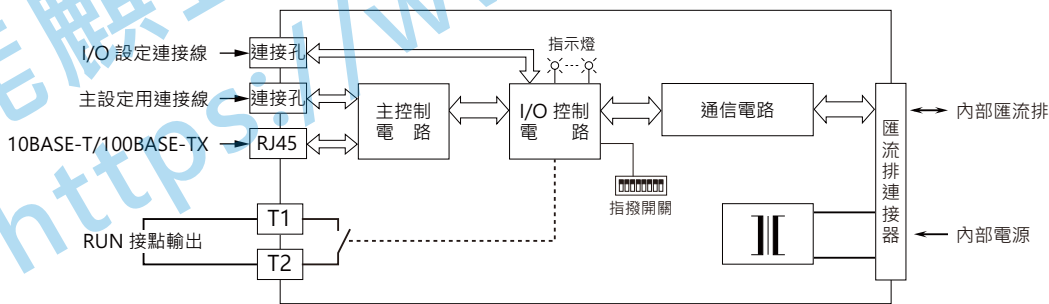 指示燈
I/O 設定連接線
連接孔
主設定用連接線
連接孔
主控制
電 路
I/O 控制
電 路
通信電路
內部匯流排
10BASE-T/100BASE-TX
RJ45
匯流排連接器
指撥開關
T1
RUN 接點輸出
T2
內部電源
https://w